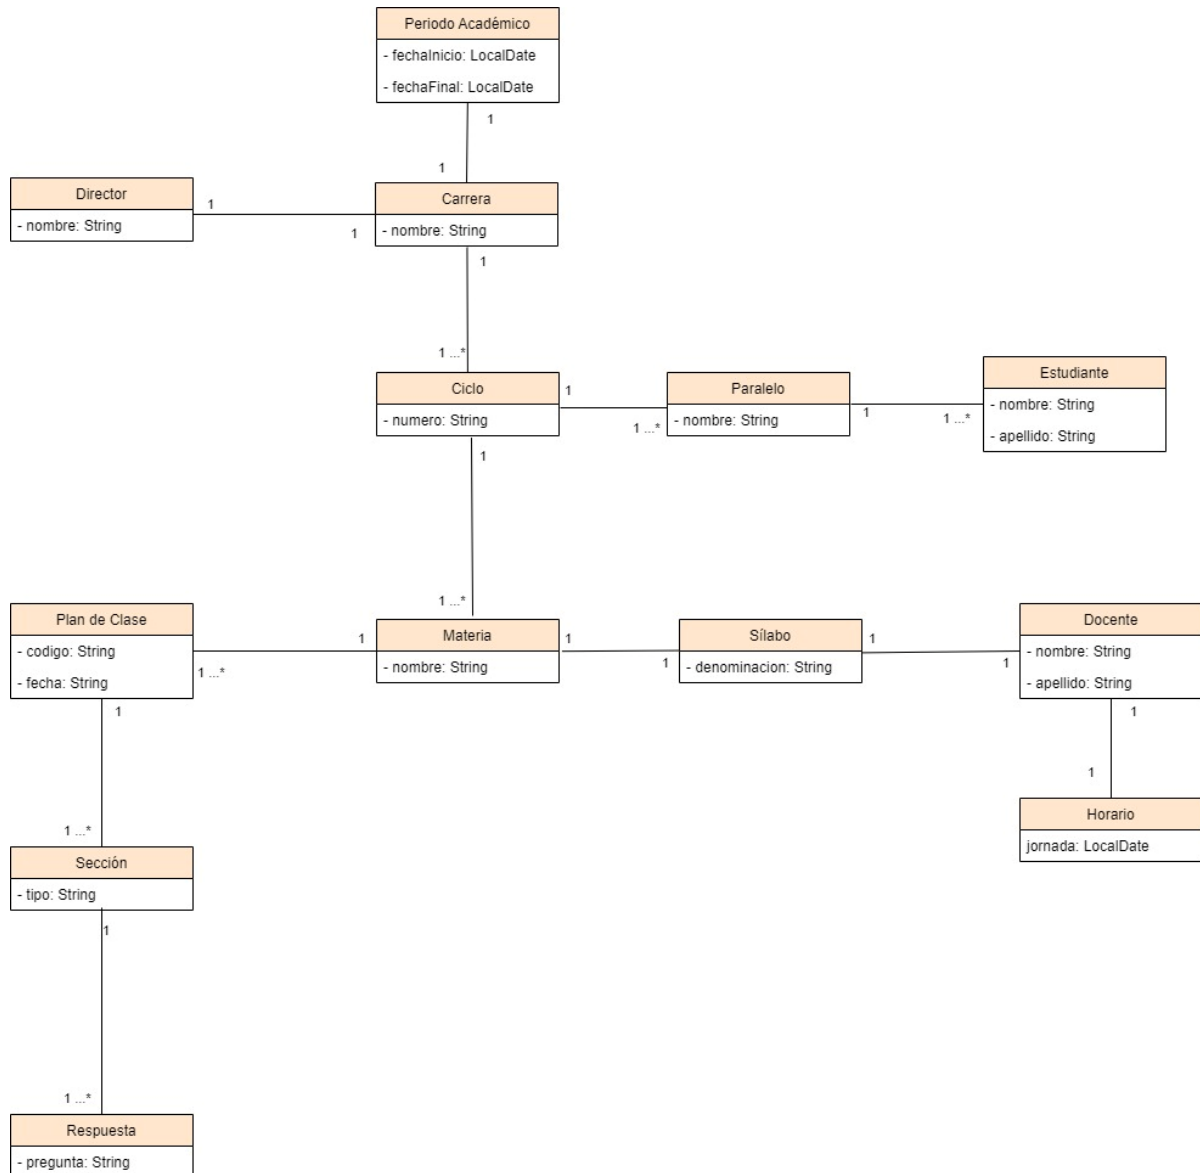 Periodo Académico
- fechaInicio: LocalDate
- fechaFinal: LocalDate
1
1
Director
- nombre: String
1
1
Carrera
- nombre: String
1
1 ...*
Ciclo
- numero: String
1
1 ...*
Paralelo
- nombre: String
1
1 ...*
Estudiante
- nombre: String
- apellido: String
1
1 ...*
Plan de Clase
- codigo: String
- fecha: String
1 ...*
1
Materia
- nombre: String
1
1
Sílabo
- denominacion: String
1
1
Docente
- nombre: String
- apellido: String
1
1
Horario
jornada: LocalDate
1
1 ...*
Sección
- tipo: String
1
1 ...*
Respuesta
- pregunta: String